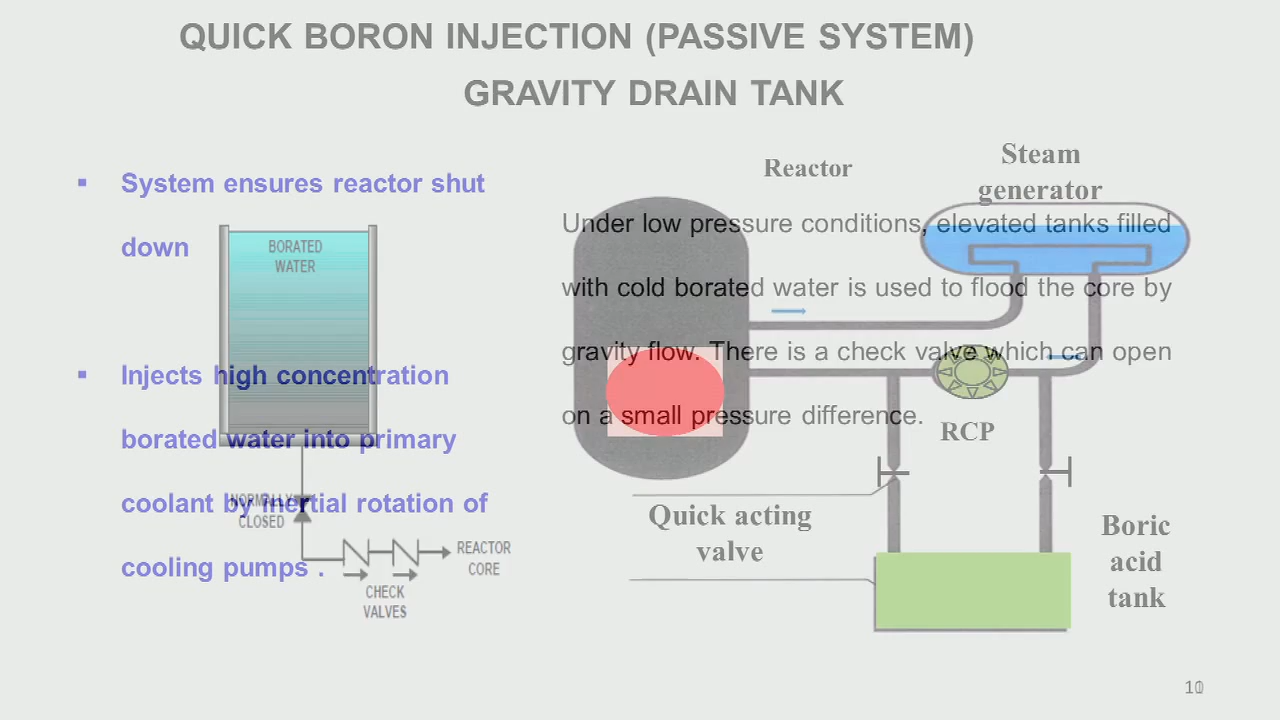 QUICK BORON INJECTION (PASSIVE SYSTEM)
GRAVITY DRAIN TANK
▪ System ensures reactor shut
down
▪ Injects high concentration
borated water into primary
coolant by inertial rotation of
cooling pumps .
BORATED
WATER
NORMALLY
CLOSED
REACTOR
CORE
CHECK
VALVES
Under low pressure conditions, elevated tanks filled
with cold borated water is used to flood the core by
gravity flow. There is a check valve which can open
on a small pressure difference.
Reactor
Steam
generator
RCP
Quick acting
valve
Boric
acid
tank